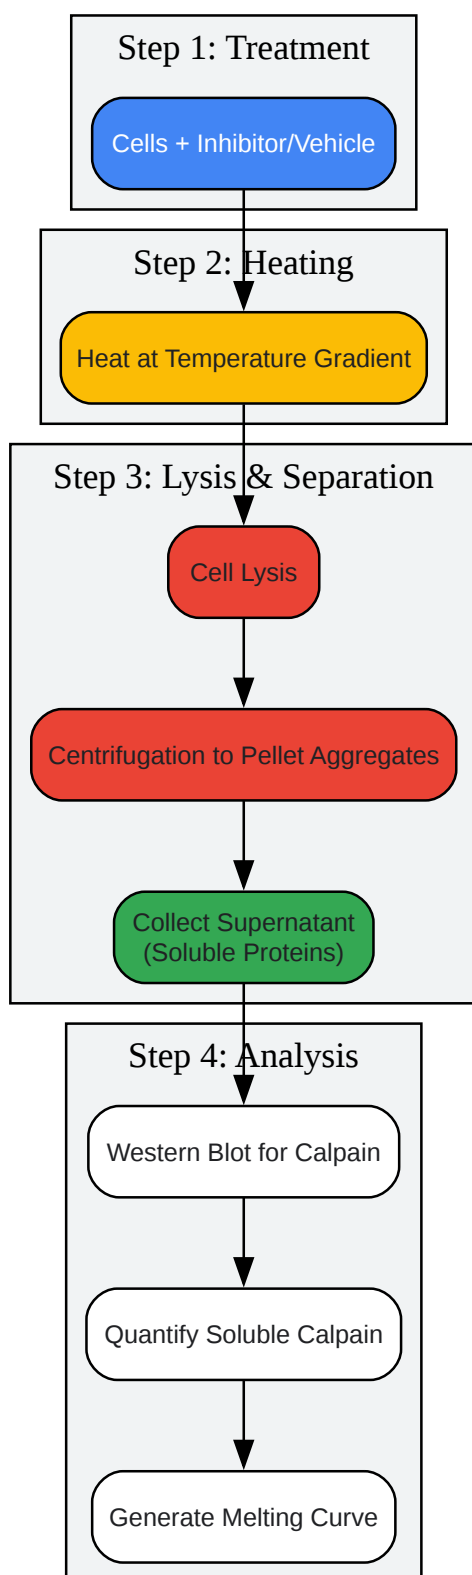 Step 1: Treatment
Cells + Inhibitor/Vehicle
Step 2: Heating
Heat at Temperature Gradient
Step 3: Lysis & Separation
Cell Lysis
Centrifugation to Pellet Aggregates
Collect Supernatant
(Soluble Proteins)
Step 4: Analysis
Western Blot for Calpain
Quantify Soluble Calpain
Generate Melting Curve